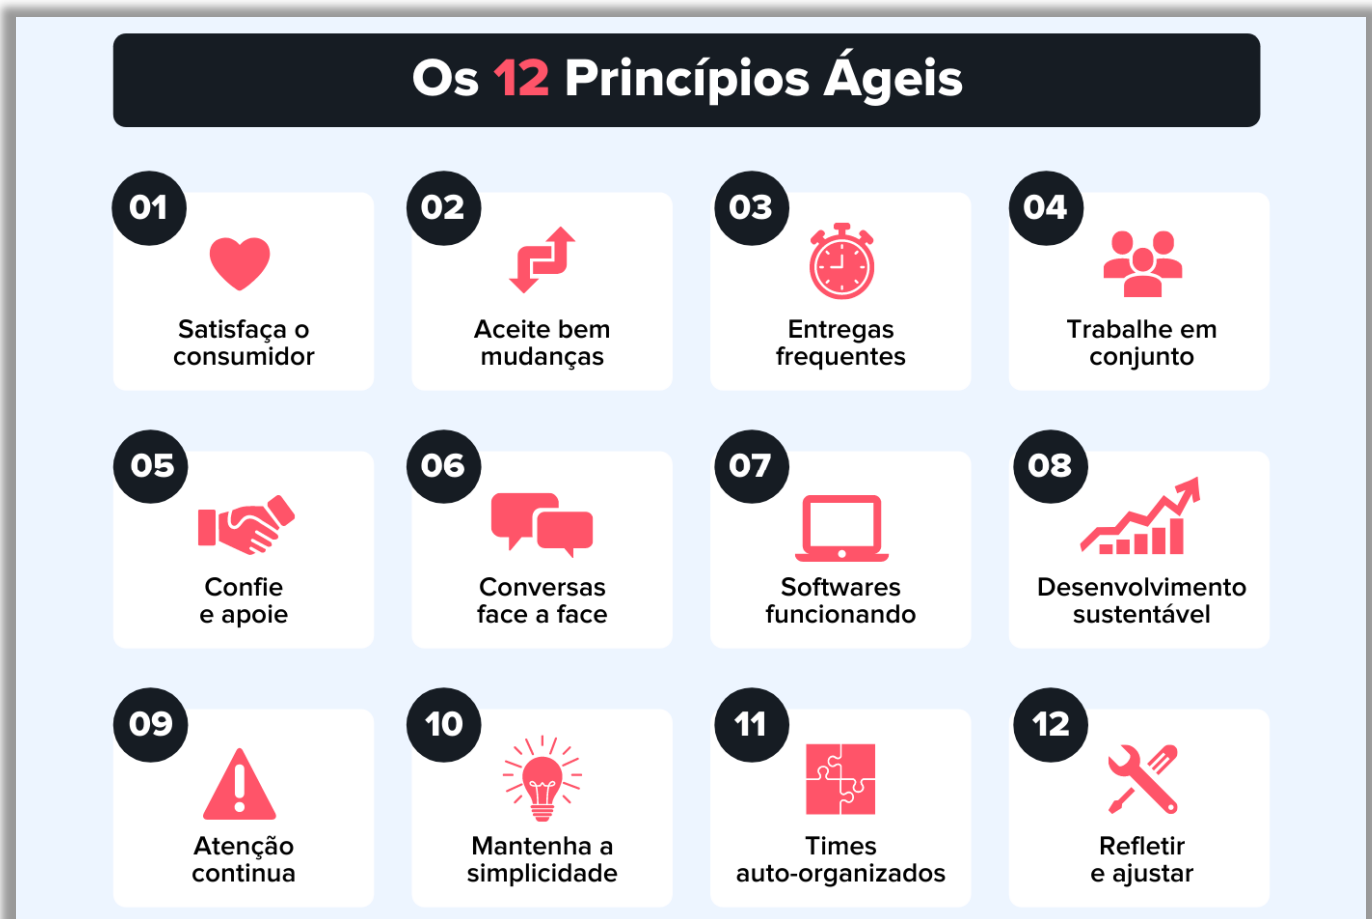 Os 12 Princípios Ágeis
01
Satisfaça o
consumidor
02
Aceite bem
mudanças
03
Entregas
frequentes
04
Trabalhe em
conjunto
05
Confie
e apoie
06
Conversas
face a face
07
Softwares
funcionando
08
Desenvolvimento
sustentável
09
Atenção
continua
10
Mantenha a
simplicidade
11
Times
auto-organizados
12
Refletir
e ajustar